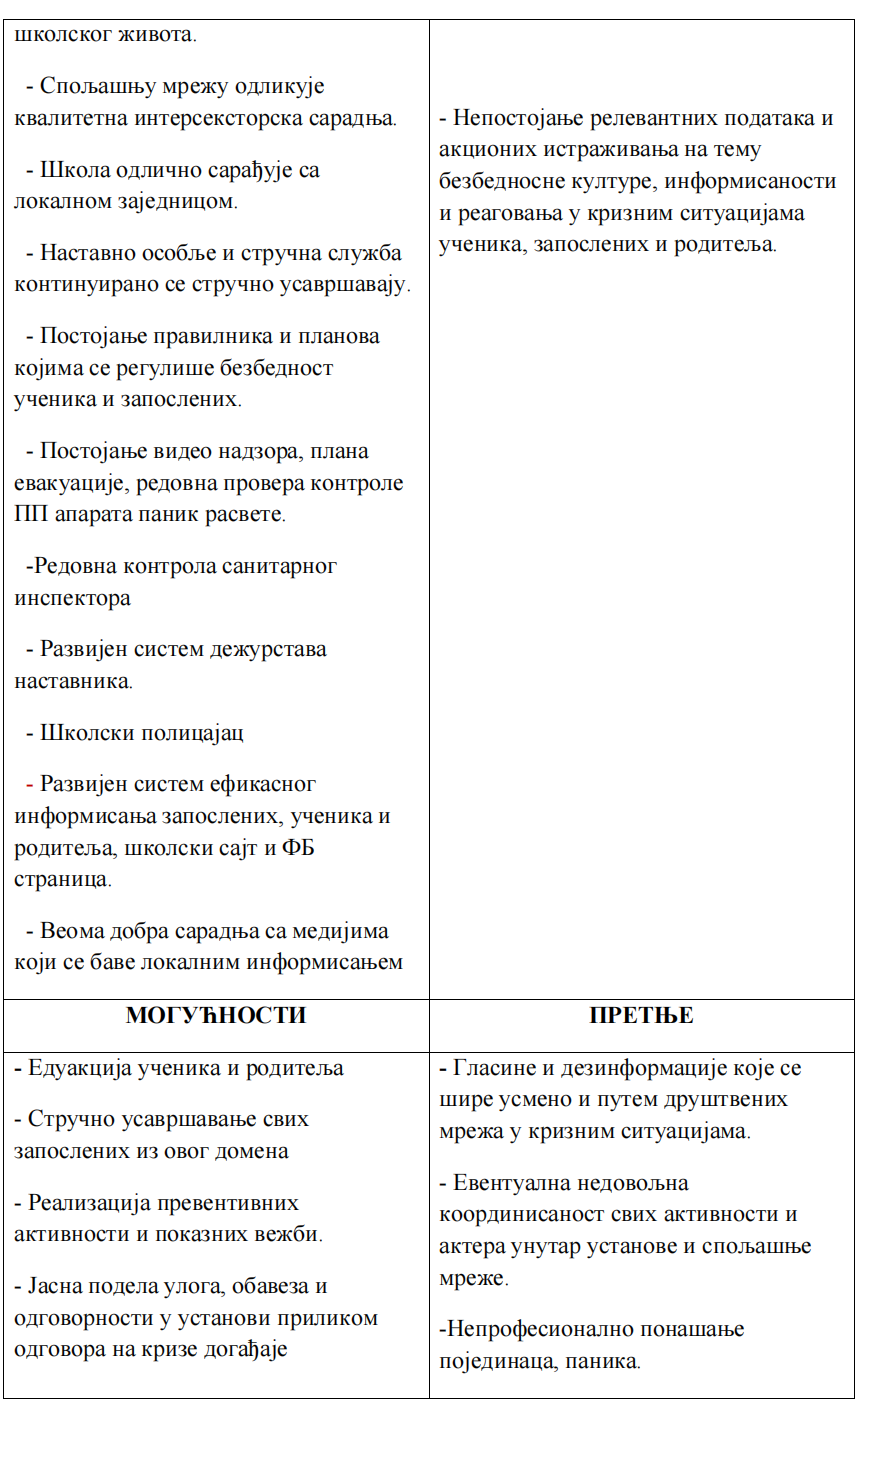 школског живота.
- Спољашњу мрежу одликује
квалитетна интерсексторска сарадња.
- Школа одлично сарађује са
локалном заједницом.
- Наставно особље и стручна служба
континуирано се стручно усавршавају.
- Постојање правилника и планова
којима се регулише безбедност
ученика и запослених.
- Постојање видео надзора, плана
евакуације, редовна провера контроле
ПП апарата паник расвете.
-Редовна контрола санитарног
инспектора
- Развијен систем дежурстава
наставника.
- Школски полицајац
- Развијен систем ефикасног
информисања запослених, ученика и
родитеља, школски сајт и ФБ
страница.
- Веома добра сарадња са медијима
који се баве локалним информисањем
- Непостојање релевантних података и
акционих истраживања на тему
безбедносне културе, информисаности
и реаговања у кризним ситуацијама
ученика, запослених и родитеља.
МОГУЋНОСТИ
ПРЕТЊЕ
- Едуакција ученика и родитеља
- Стручно усавршавање свих
запослених из овог домена
- Реализација превентивних
активности и показних вежби.
- Јасна подела улога, обавеза и
одговорности у установи приликом
одговора на кризе догађаје
- Гласине и дезинформације које се
шире усмено и путем друштвених
мрежа у кризним ситуацијама.
- Евентуална недовољна
координисаност свих активности и
актера унутар установе и спољашње
мреже.
-Непрофесионално понашање
појединаца, паника.